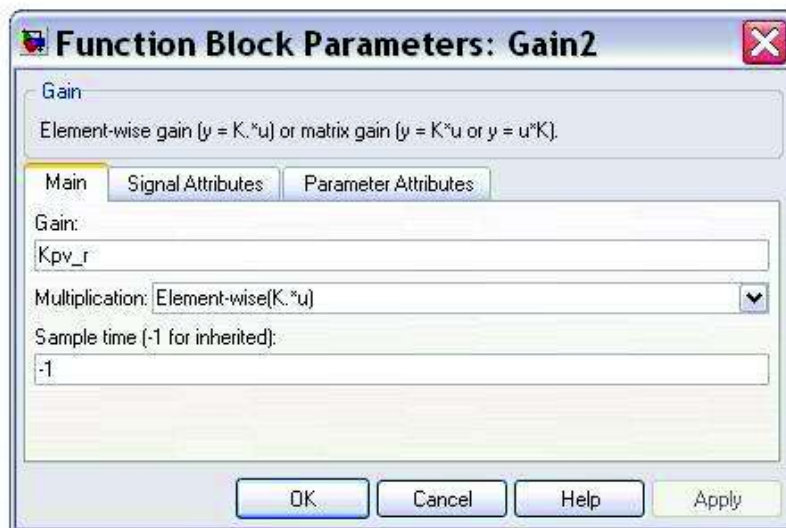 Function Block Parameters: Gain2
Gain
Element-wise gain (y = K.*u) or matrix gain (y = K*u or y = u*K).
Main Signal Attributes Parameter Attributes
Gain:
Kpv_r
Multiplication: Element-wise(K.*u)
Sample time (-1 for inherited):
-1
OK Cancel Help Apply